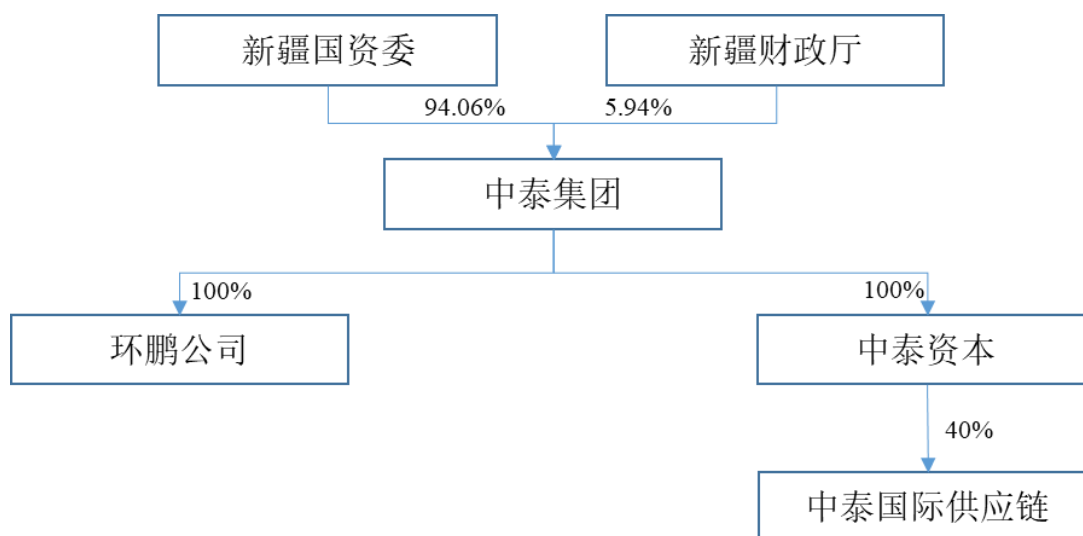 新疆国资委
新疆财政厅
94.06%
5.94%
中泰集团
100%
100%
环鹏公司
中泰资本
40%
中泰国际供应链